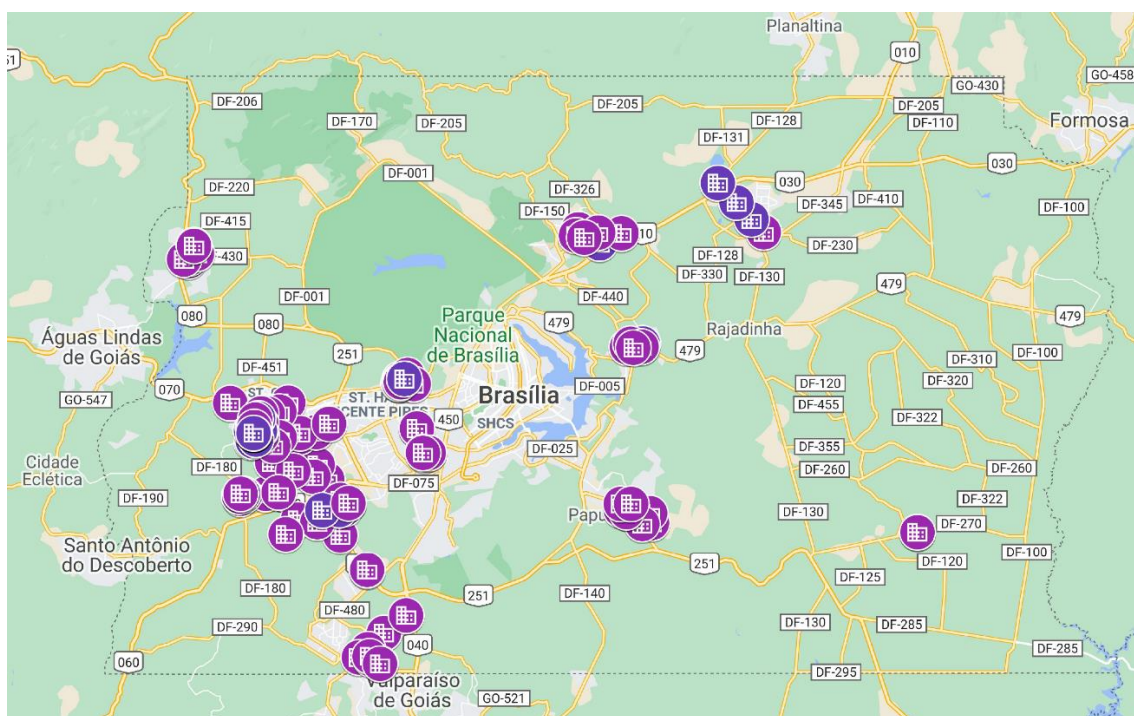 Planaltina
51
010
GO-458
DF-206
DF-205
DF-205
GO-430
DF-170
DF-205
DF-128
DF-110
Formosa
DF-131
DF-001
030
030
DF-220
DF-326
DF-100
DF-415
DF-150
DF-345
DF-410
10
DF-430
DF-128
DF-230
DF-330
DF-130
DF-001
DF-440
479
080
080
Parque
Nacional
de Brasília
479
Rajadinha
Águas Lindas
de Goiás
251
479
DF-310
DF-100
DF-451
070
DF-005
DF-120
DF-320
GO-547
ST. HA
CENTE PIRES
Brasília
DF-455
450
SHCS
DF-322
DF-025
DF-355
Cidade
Eclética
DF-180
DF-260
DF-260
DF-075
DF-190
DF-322
DF-130
Papu
DF-270
Santo Antônio
do Descoberto
DF-100
251
DF-120
DF-125
DF-180
251
DF-140
DF-480
DF-290
DF-130
DF-285
040
DF-285
060
DF-295
Valparaíso
de Goiás
GO-521